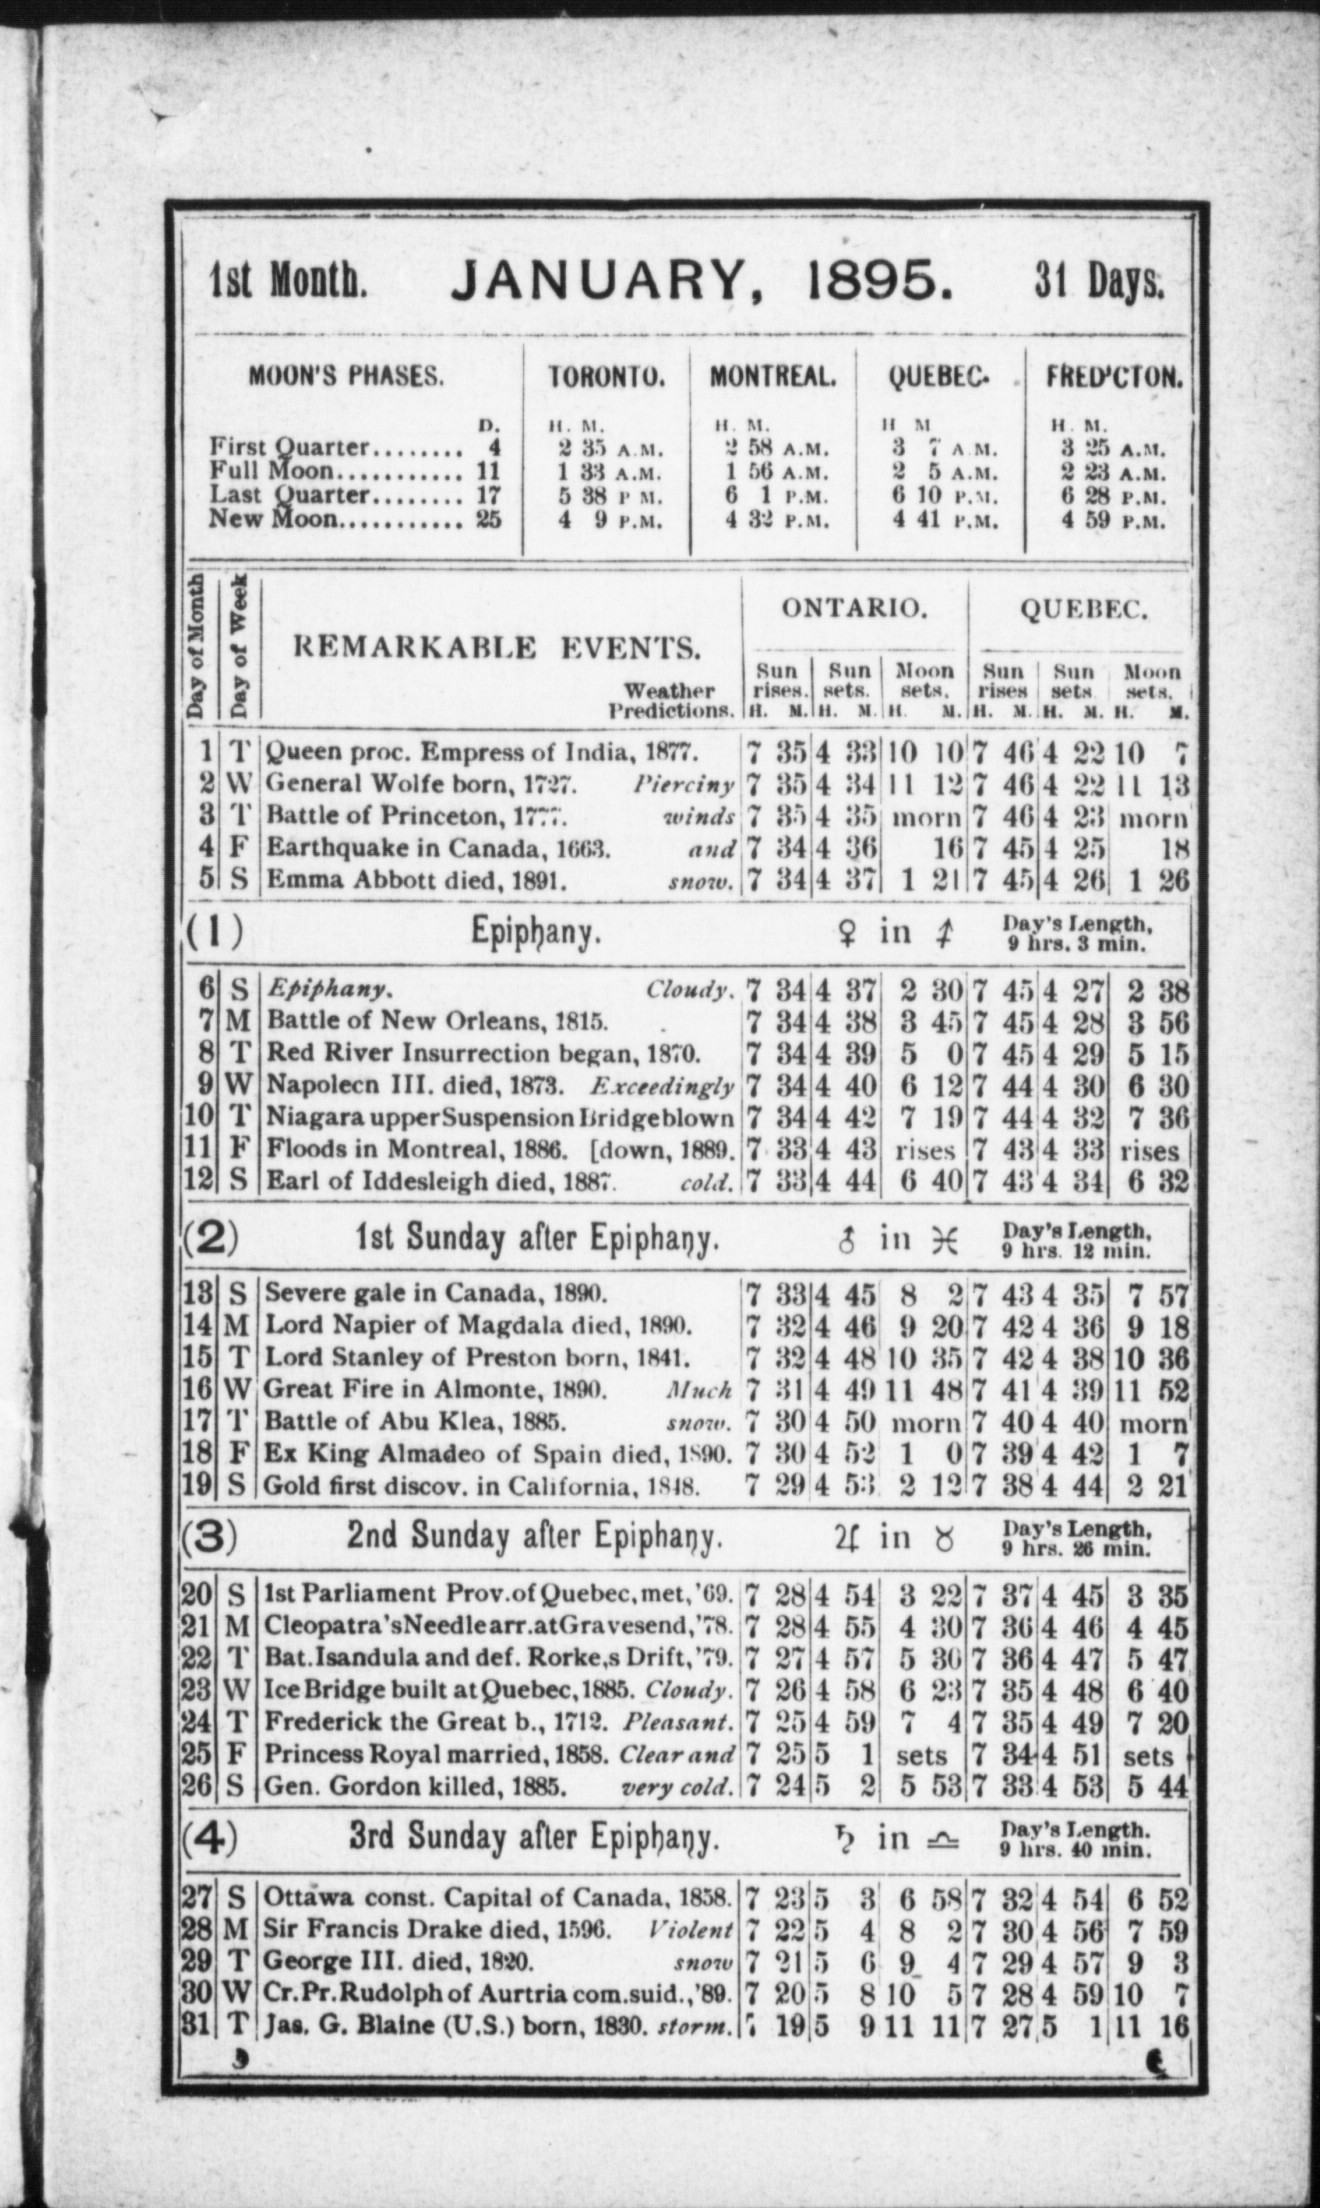 1st Month. JANUARY, 1895. 31 Days.
MOON'S PHASES. TORONTO. MONTREAL. QUEBEC. FRED'CTON.
D. H. M. H. M. H M H. M.
First Quarter........ 4 2 35 A.M. 2 58 A.M. 3 7 A M. 3 25 A.M.
Full Moon........... 11 1 33 A.M. 1 56 A.M. 2 5 A.M. 2 23 A.M.
Last Quarter........ 17 5 38 P M. 6 1 P.M. 6 10 P.M. 6 28 P.M.
New Moon........... 25 4 9 P.M. 4 32 P.M. 4 41 P.M. 4 59 P.M.
Day of Month Day of Week
REMARKABLE EVENTS. ONTARIO. QUEBEC.
Weather Predictions.
Sun rises. Sun sets. Moon sets. Sun rises Sun sets Moon sets.
H. M. H. M. H. M. H. M. H. M. H. M.
1 T Queen proc. Empress of India, 1877. 7 35 4 33 10 10 7 46 4 22 10 7
2 W General Wolfe born, 1727. Pierciny 7 35 4 34 11 12 7 46 4 22 11 13
3 T Battle of Princeton, 1777. winds 7 35 4 35 morn 7 46 4 23 morn
4 F Earthquake in Canada, 1663. and 7 34 4 36 16 7 45 4 25 18
5 S Emma Abbott died, 1891. snow. 7 34 4 37 1 21 7 45 4 26 1 26
(1) Epiphany. ♀ in ♐ Day's Length, 9 hrs. 3 min.
6 S Epiphany. Cloudy. 7 34 4 37 2 30 7 45 4 27 2 38
7 M Battle of New Orleans, 1815. 7 34 4 38 3 45 7 45 4 28 3 56
8 T Red River Insurrection began, 1870. 7 34 4 39 5 0 7 45 4 29 5 15
9 W Napolecn III. died, 1873. Exceedingly 7 34 4 40 6 12 7 44 4 30 6 30
10 T Niagara upper Suspension Bridge blown 7 34 4 42 7 19 7 44 4 32 7 36
11 F Floods in Montreal, 1886. [down, 1889. 7 33 4 43 rises 7 43 4 33 rises
12 S Earl of Iddesleigh died, 1887. cold. 7 33 4 44 6 40 7 43 4 34 6 32
(2) 1st Sunday after Epiphany. ♂ in ♓ Day's Length, 9 hrs. 12 min.
13 S Severe gale in Canada, 1890. 7 33 4 45 8 2 7 43 4 35 7 57
14 M Lord Napier of Magdala died, 1890. 7 32 4 46 9 20 7 42 4 36 9 18
15 T Lord Stanley of Preston born, 1841. 7 32 4 48 10 35 7 42 4 38 10 36
16 W Great Fire in Almonte, 1890. Much 7 31 4 49 11 48 7 41 4 39 11 52
17 T Battle of Abu Klea, 1885. snow. 7 30 4 50 morn 7 40 4 40 morn
18 F Ex King Almadeo of Spain died, 1890. 7 30 4 52 1 0 7 39 4 42 1 7
19 S Gold first discov. in California, 1848. 7 29 4 53 2 12 7 38 4 44 2 21
(3) 2nd Sunday after Epiphany. ♃ in ♉ Day's Length, 9 hrs. 26 min.
20 S 1st Parliament Prov. of Quebec, met, '69. 7 28 4 54 3 22 7 37 4 45 3 35
21 M Cleopatra's Needle arr. at Gravesend, '78. 7 28 4 55 4 30 7 36 4 46 4 45
22 T Bat. Isandula and def. Rorke,s Drift, '79. 7 27 4 57 5 30 7 36 4 47 5 47
23 W Ice Bridge built at Quebec, 1885. Cloudy. 7 26 4 58 6 23 7 35 4 48 6 40
24 T Frederick the Great b., 1712. Pleasant. 7 25 4 59 7 4 7 35 4 49 7 20
25 F Princess Royal married, 1858. Clear and 7 25 5 1 sets 7 34 4 51 sets
26 S Gen. Gordon killed, 1885. very cold. 7 24 5 2 5 53 7 33 4 53 5 44
(4) 3rd Sunday after Epiphany. ♄ in ♎ Day's Length. 9 hrs. 40 min.
27 S Ottawa const. Capital of Canada, 1858. 7 23 5 3 6 58 7 32 4 54 6 52
28 M Sir Francis Drake died, 1596. Violent 7 22 5 4 8 2 7 30 4 56 7 59
29 T George III. died, 1820. snow 7 21 5 6 9 4 7 29 4 57 9 3
30 W Cr. Pr. Rudolph of Aurtria com. suid., '89. 7 20 5 8 10 5 7 28 4 59 10 7
31 T Jas. G. Blaine (U.S.) born, 1830. storm. 7 19 5 9 11 11 7 27 5 1 11 16